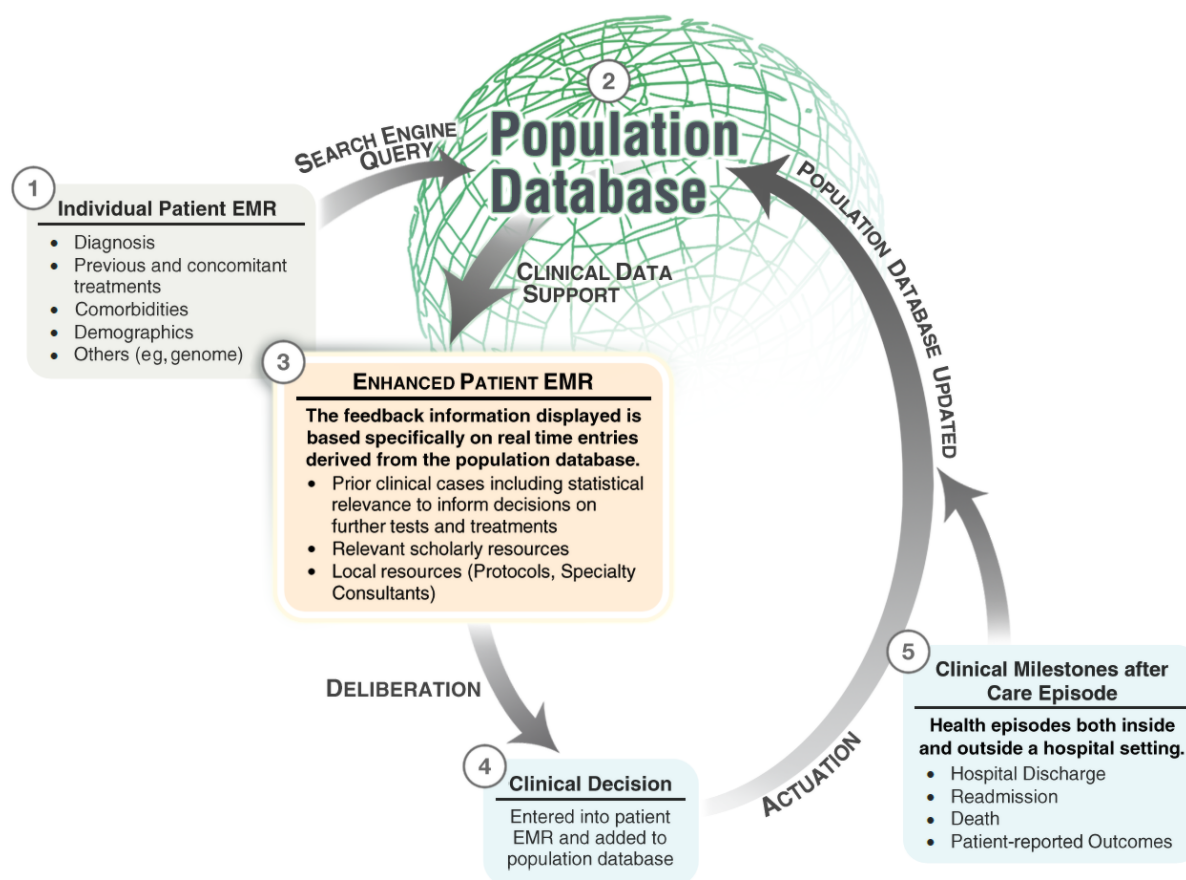 2
Population
Database
SEARCH ENGINE
QUERY
1
Individual Patient EMR
• Diagnosis
• Previous and concomitant
treatments
• Comorbidities
• Demographics
• Others (eg, genome)
CLINICAL DATA
SUPPORT
POPULATION DATABASE UPDATED
3
ENHANCED PATIENT EMR
The feedback information displayed is
based specifically on real time entries
derived from the population database.
• Prior clinical cases including statistical
relevance to inform decisions on
further tests and treatments
• Relevant scholarly resources
• Local resources (Protocols, Specialty
Consultants)
DELIBERATION
4
Clinical Decision
Entered into patient
EMR and added to
population database
ACTUATION
5
Clinical Milestones after
Care Episode
Health episodes both inside
and outside a hospital setting.
• Hospital Discharge
• Readmission
• Death
• Patient-reported Outcomes